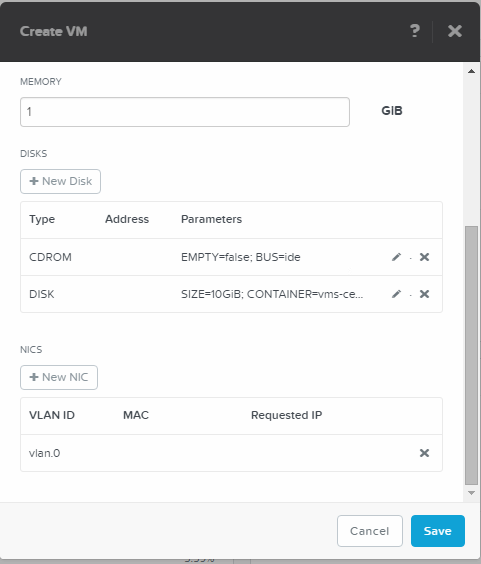 Create VM ?
MEMORY
1 GIB
DISKS
+ New Disk
Type Address Parameters
CDROM EMPTY=false; BUS=ide
DISK SIZE=10GiB; CONTAINER=vms-ce...
NICS
+ New NIC
VLAN ID MAC Requested IP
vlan.0
Cancel Save